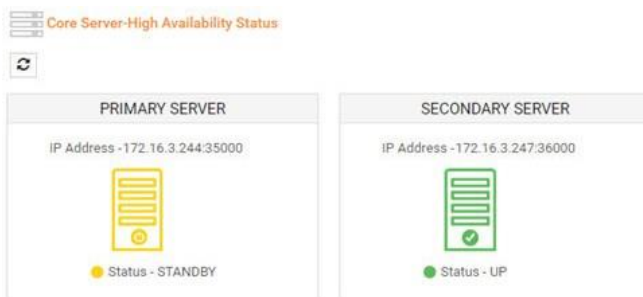 Core Server-High Availability Status
PRIMARY SERVER
IP Address -172.16.3.244:35000
Status - STANDBY
SECONDARY SERVER
IP Address -172.16.3.247:36000
Status - UP